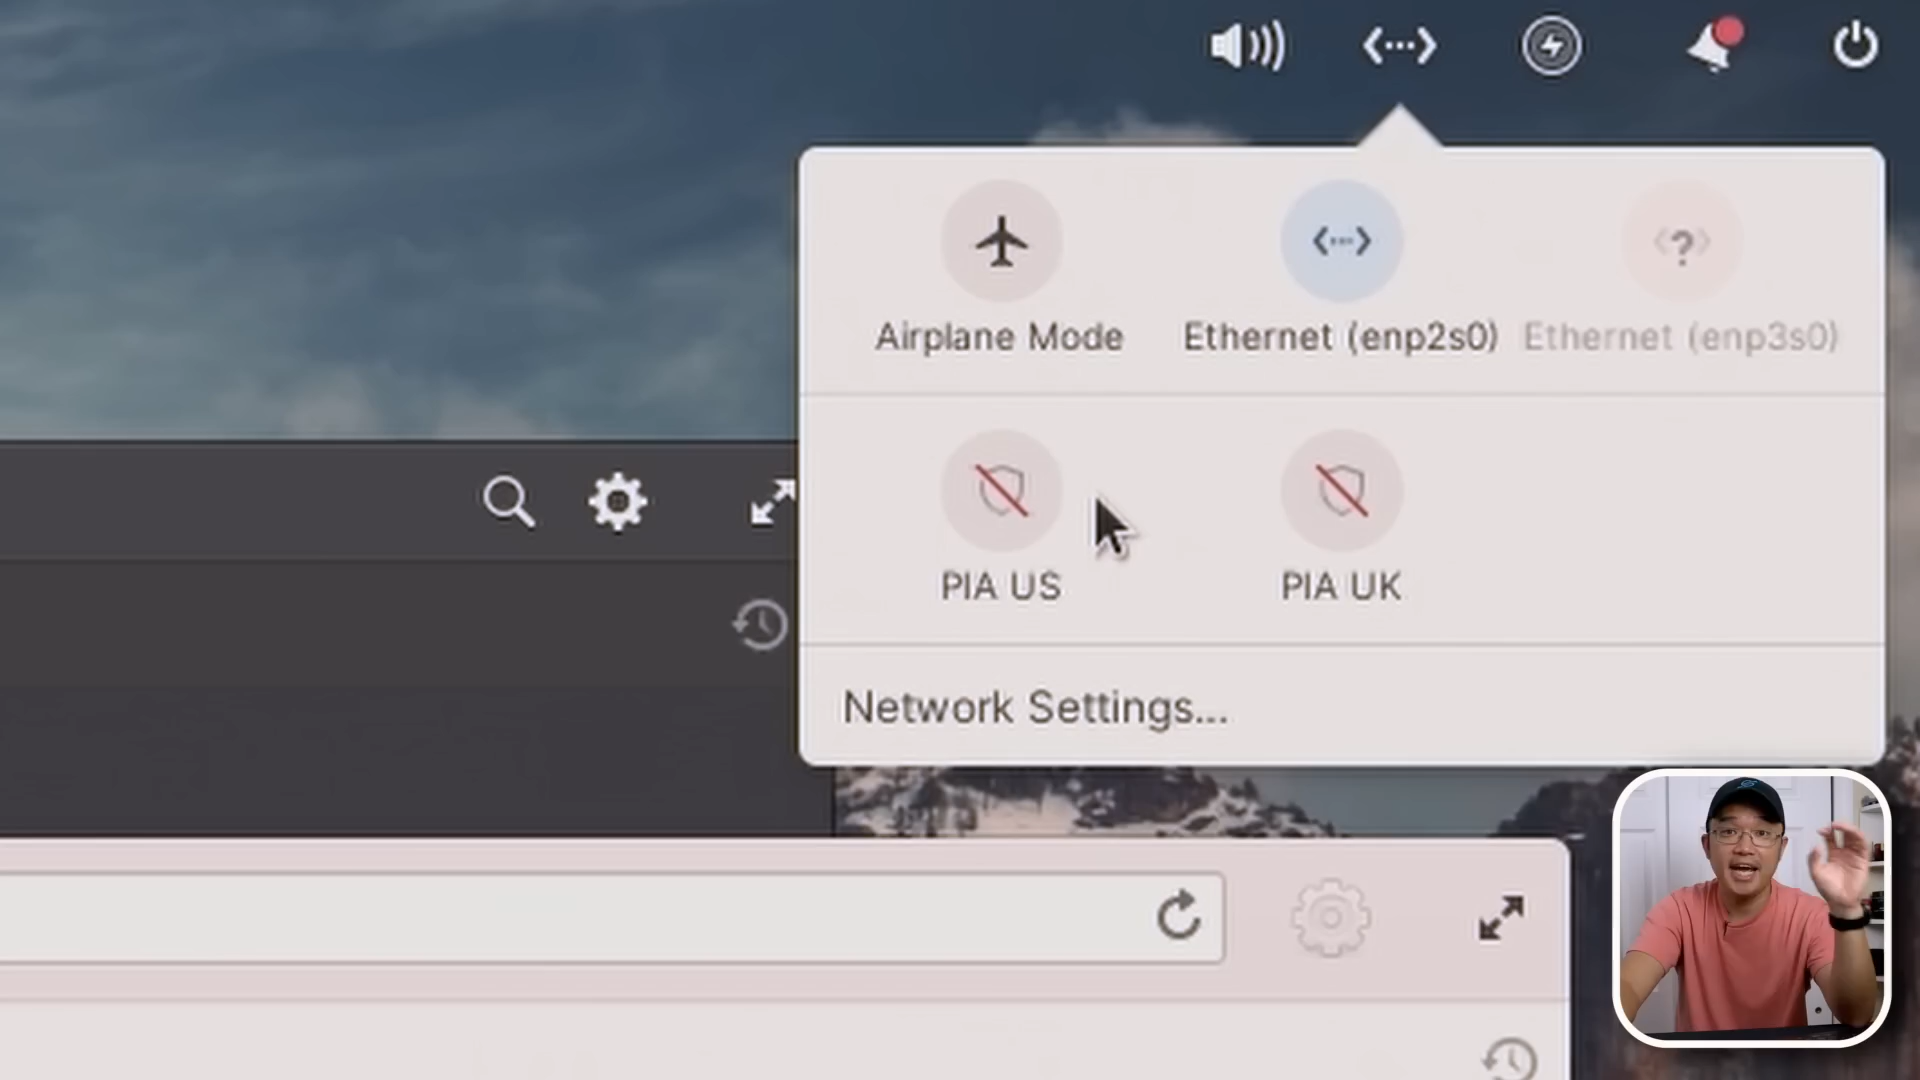 Airplane Mode
Ethernet (enp2s0)
Ethernet (enp3s0)
PIA US
PIA UK
Network Settings...